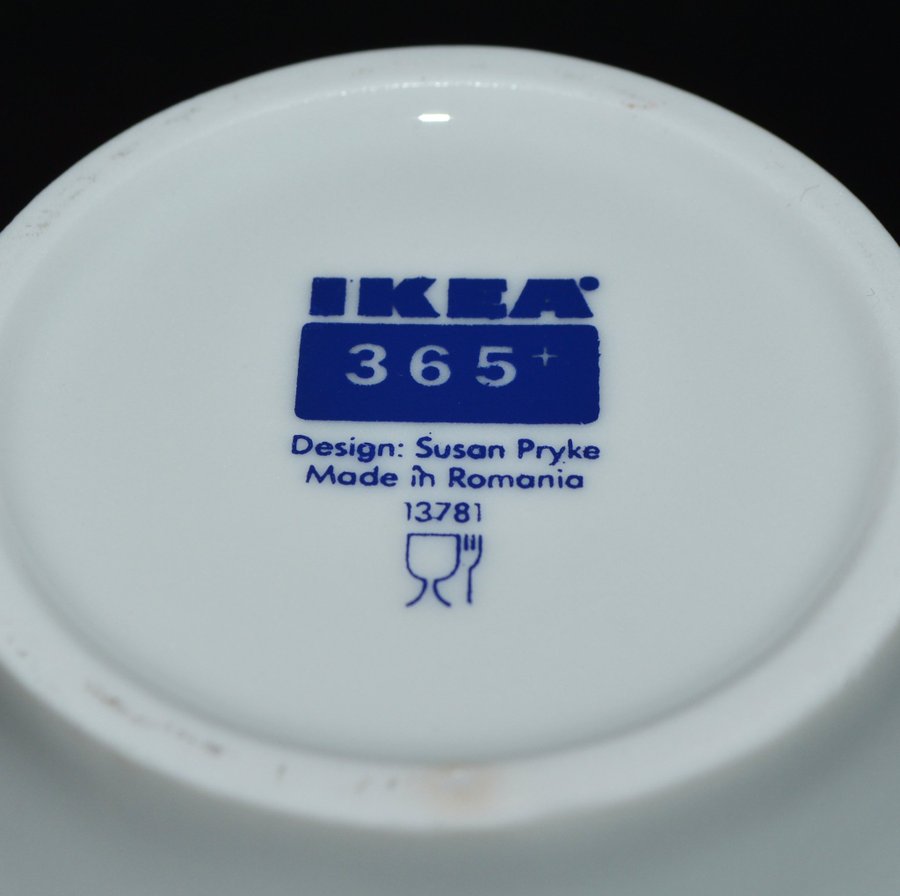 IKEA
365+
Design: Susan Pryke
Made in Romania
13781